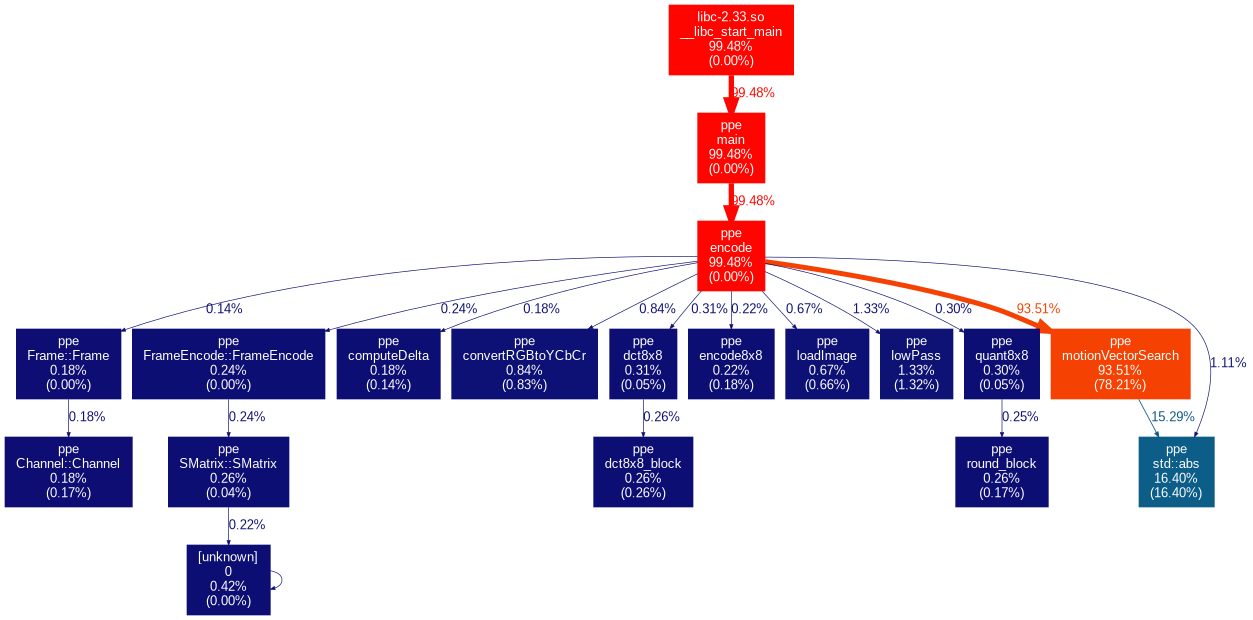 libc-2.33.so
__libc_start_main
99.48%
(0.00%)
99.48%
ppe
main
99.48%
(0.00%)
99.48%
ppe
encode
99.48%
(0.00%)
0.14%
0.24%
0.18%
0.84%
0.31%
0.22%
0.67%
1.33%
0.30%
93.51%
1.11%
ppe
Frame::Frame
0.18%
(0.00%)
ppe
FrameEncode::FrameEncode
0.24%
(0.00%)
ppe
computeDelta
0.18%
(0.14%)
ppe
convertRGBtoYCbCr
0.84%
(0.83%)
ppe
dct8x8
0.31%
(0.05%)
ppe
encode8x8
0.22%
(0.18%)
ppe
loadImage
0.67%
(0.66%)
ppe
lowPass
1.33%
(1.32%)
ppe
quant8x8
0.30%
(0.05%)
ppe
motionVectorSearch
93.51%
(78.21%)
0.18%
0.24%
0.26%
0.25%
15.29%
ppe
Channel::Channel
0.18%
(0.17%)
ppe
SMatrix::SMatrix
0.26%
(0.04%)
ppe
dct8x8_block
0.26%
(0.26%)
ppe
round_block
0.26%
(0.17%)
ppe
std::abs
16.40%
(16.40%)
0.22%
[unknown]
0
0.42%
(0.00%)